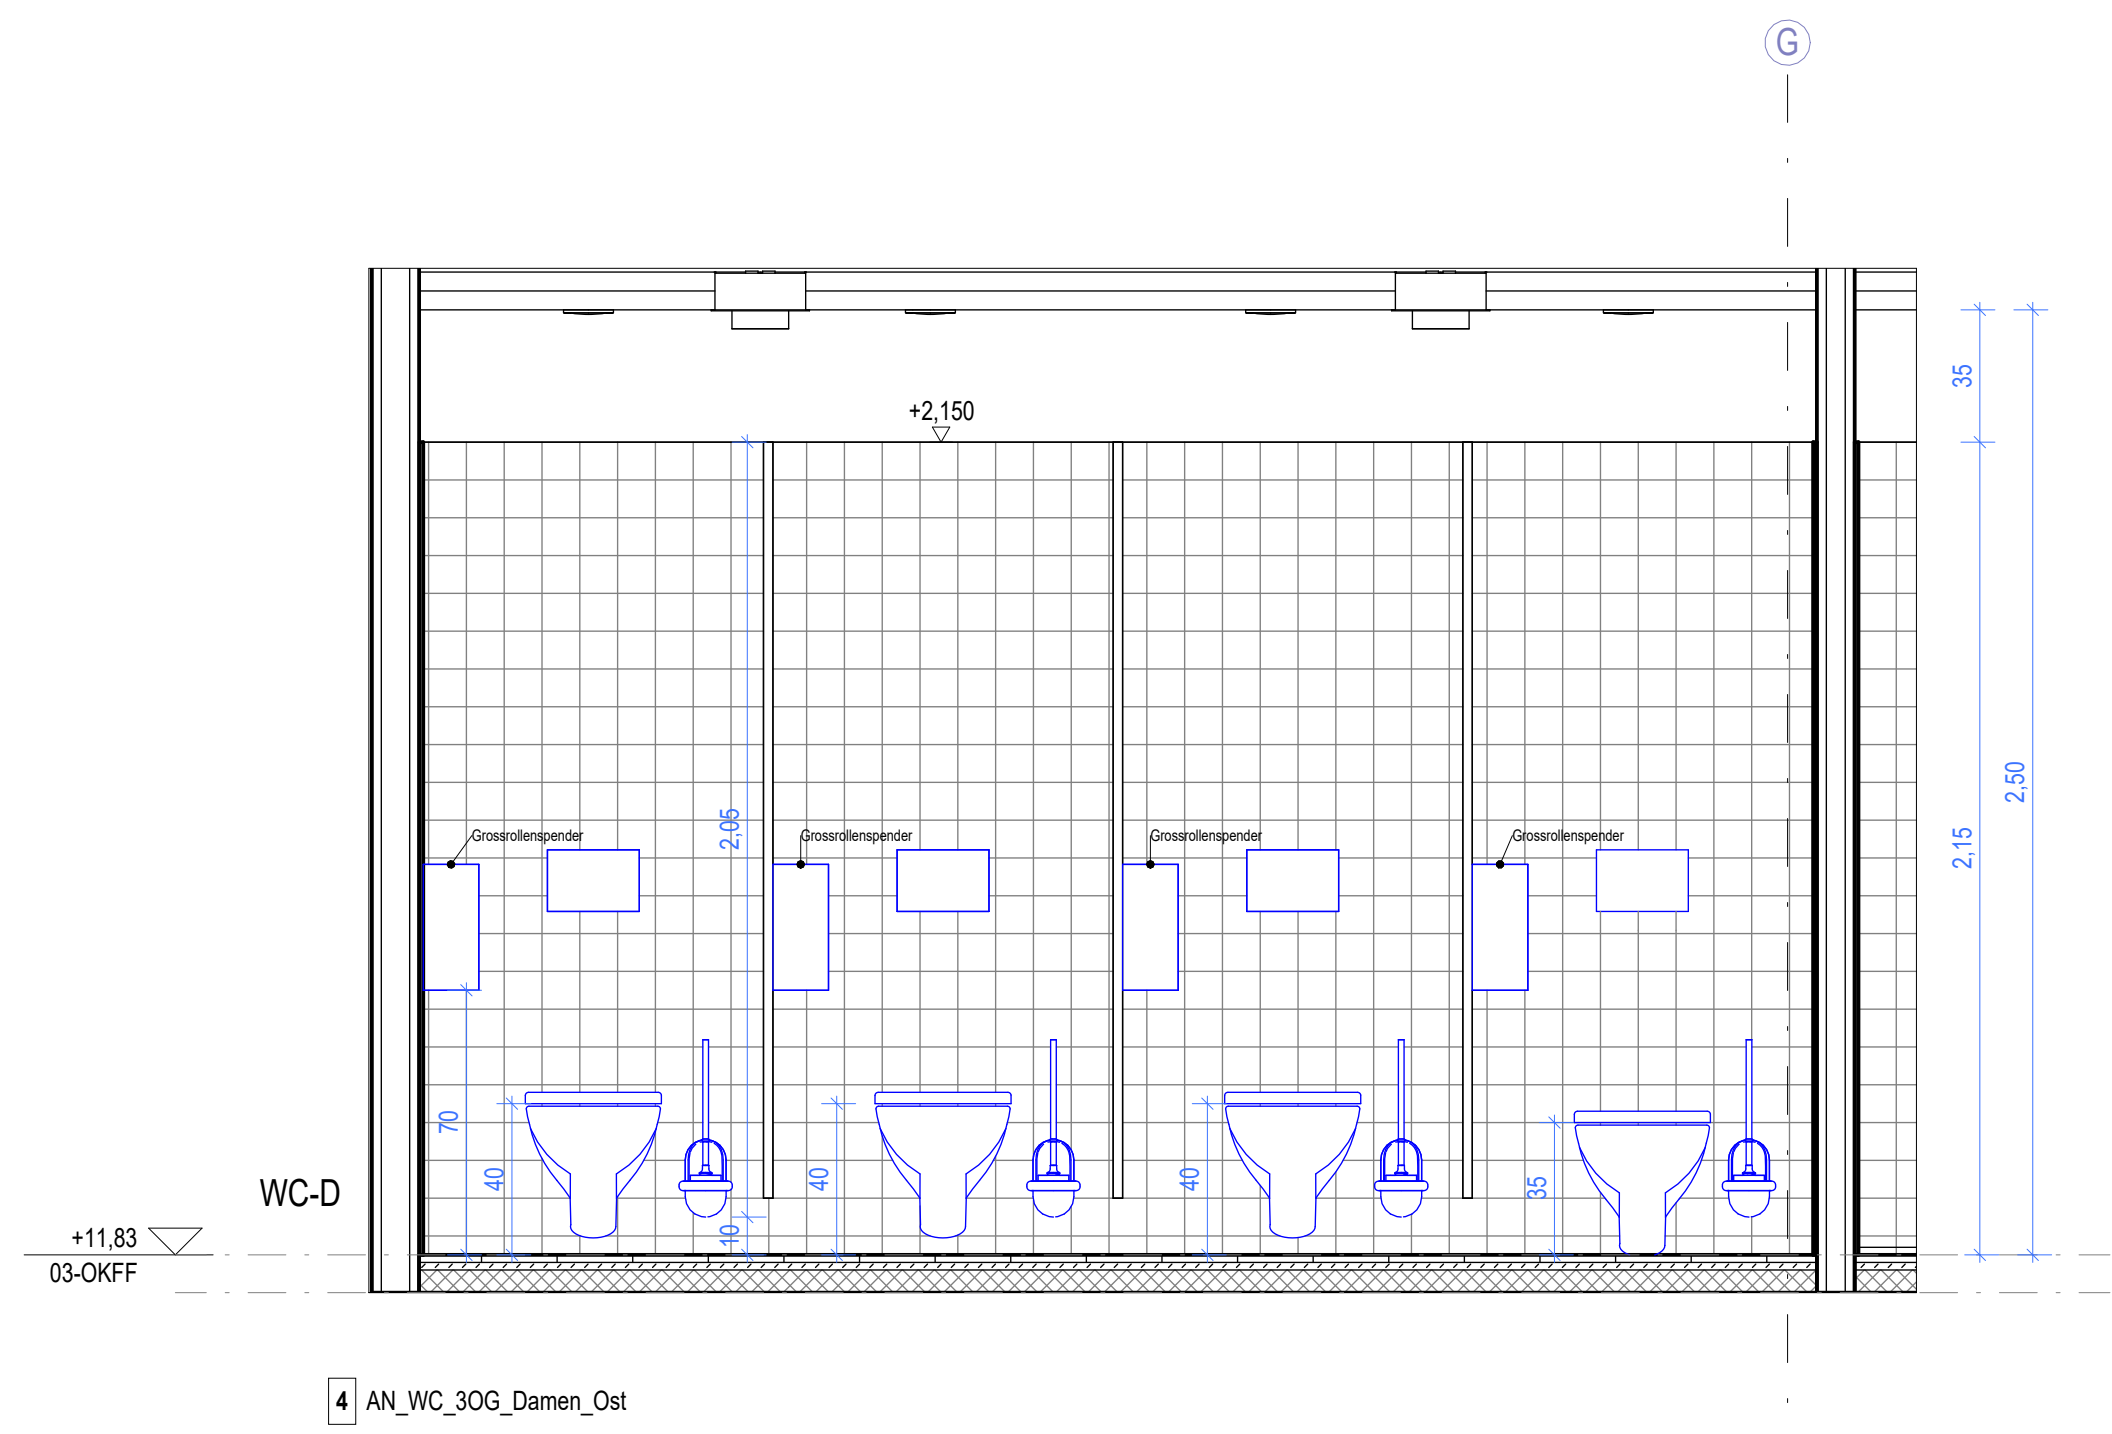 G
35
+2,150
2,50
2,05
2,15
Grossrollenspender
Grossrollenspender
Grossrollenspender
Grossrollenspender
70
40
40
40
35
10
WC-D
+11,83
03-OKFF
4 AN_WC_3OG_Damen_Ost